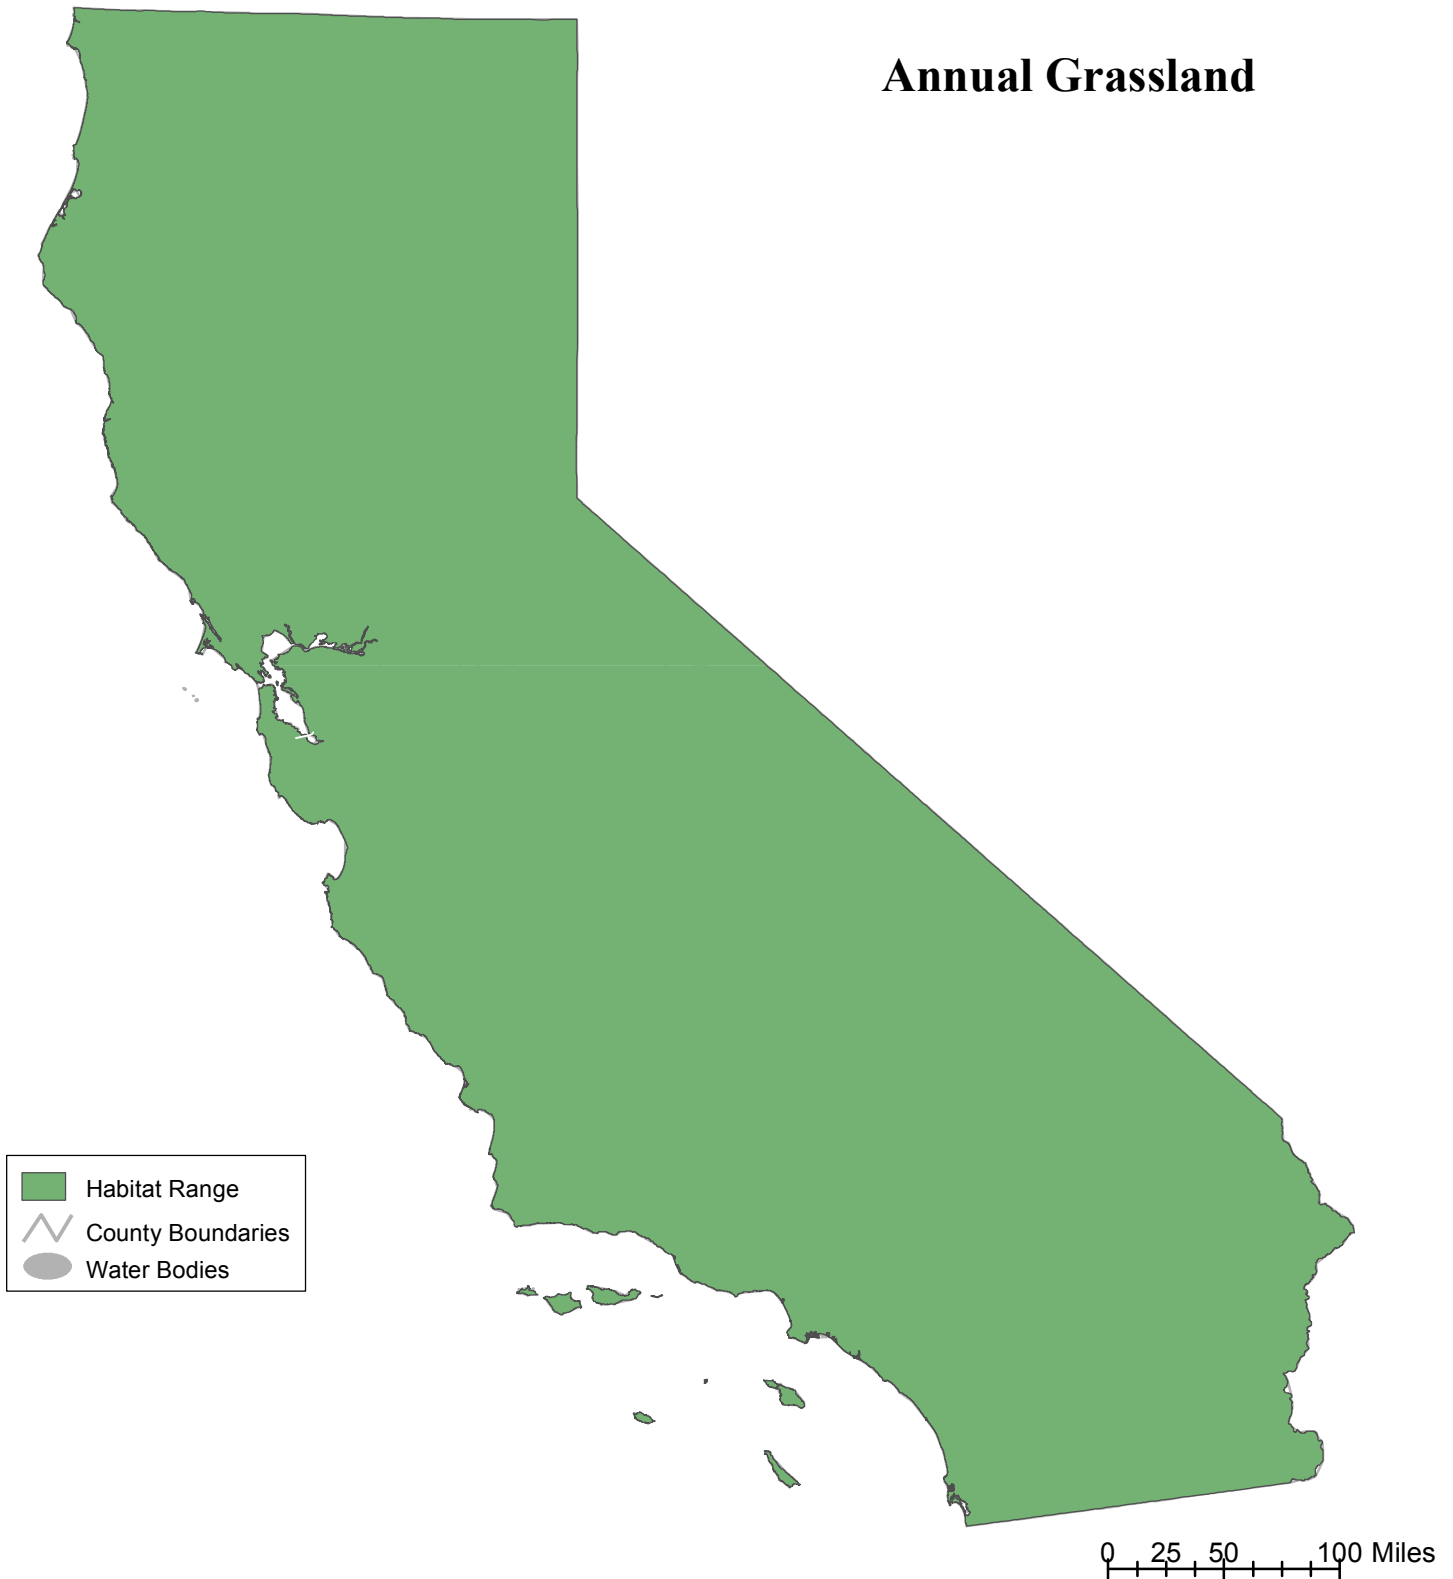 Annual Grassland
Habitat Range
County Boundaries
Water Bodies
0 25 50 100 Miles